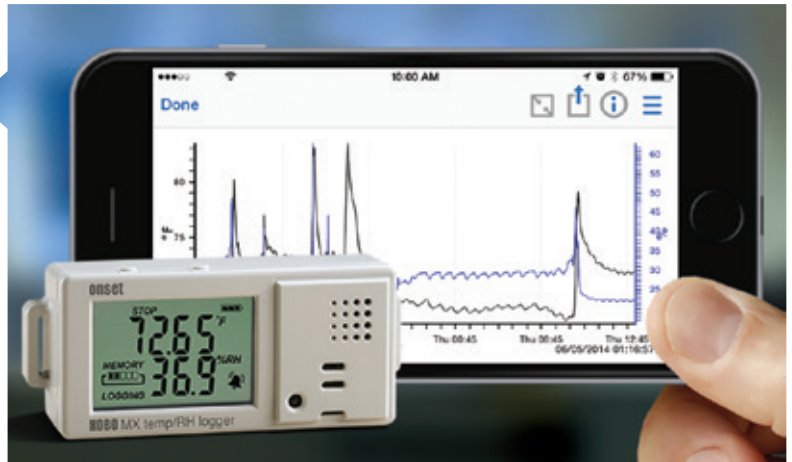 10:00 AM
67%
Done
80
°F
75
60
55
50
45
40
35
30
25
Thu 08:45
Thu 12:45
06/05/2014 01:16:57
onset
STOP
72.65 °F
MEMORY
36.9 %RH
LOGGING
HOBO MX temp/RH logger